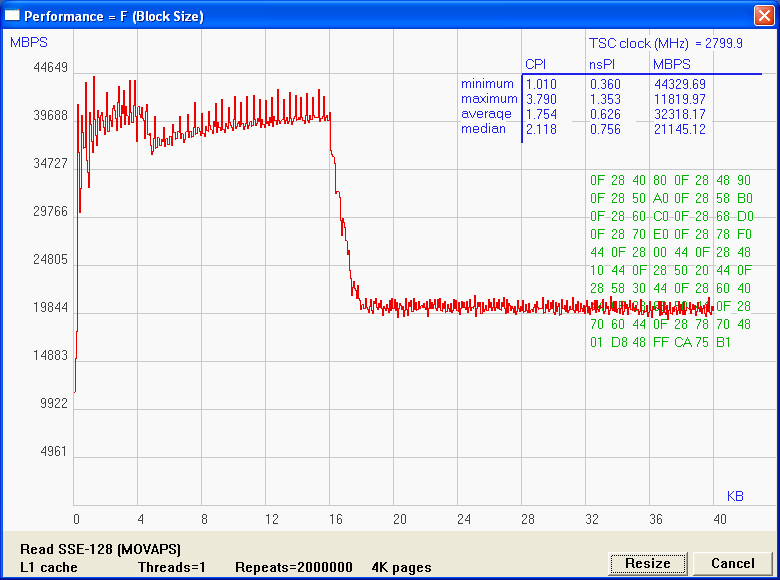 Performance = F (Block Size)
MBPS
TSC clock (MHz) = 2799.9
CPI nsPI MBPS
minimum 1.010 0.360 44329.69
maximum 3.790 1.353 11819.97
average 1.754 0.626 32318.17
median 2.118 0.756 21145.12
44649
39688
34727
29766
24805
19844
14883
9922
4961
0F 28 40 80 0F 28 48 90
0F 28 50 A0 0F 28 58 B0
0F 28 60 C0 0F 28 68 D0
0F 28 70 E0 0F 28 78 F0
44 0F 28 00 44 0F 28 48
10 44 0F 28 50 20 44 0F
28 58 30 44 0F 28 60 40
0F 28
70 60 44 0F 28 78 70 48
01 D8 48 FF CA 75 B1
KB
0 4 8 12 16 20 24 28 32 36 40
Read SSE-128 (MOVAPS)
L1 cache Threads=1 Repeats=2000000 4K pages
Resize Cancel